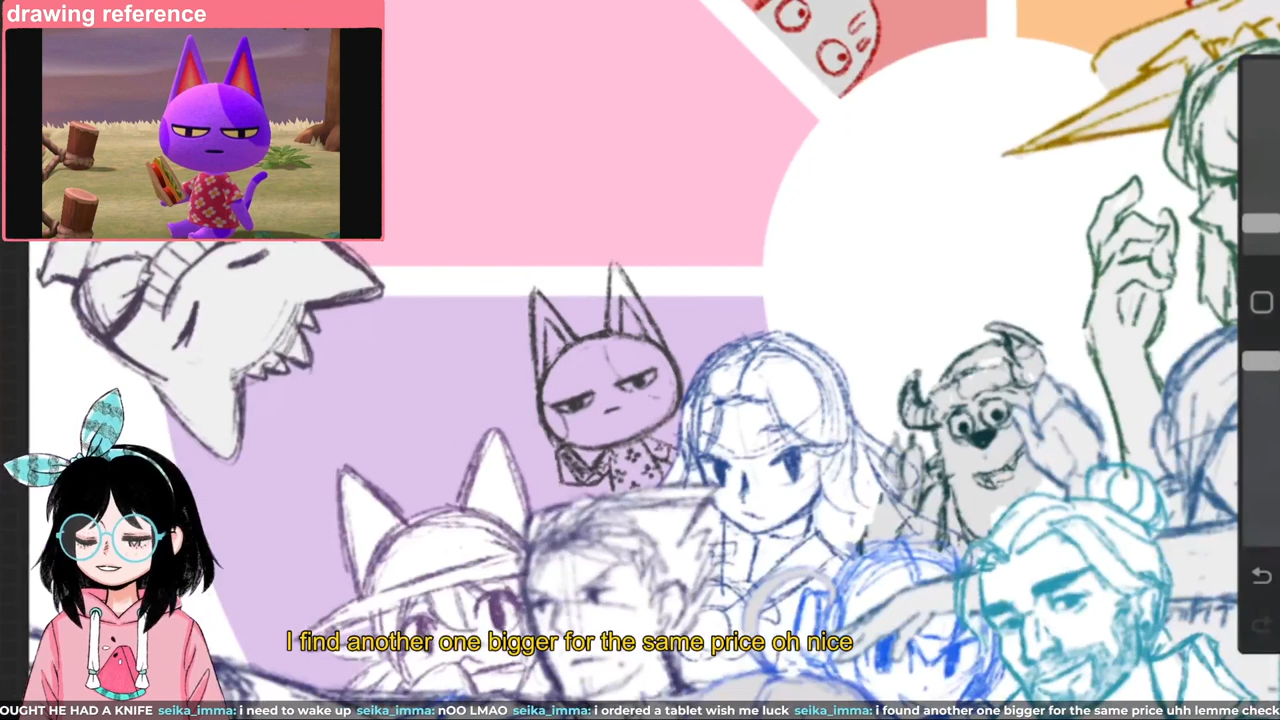 drawing reference
I find another one bigger for the same price oh nice
OUGHT HE HAD A KNIFE seika_imma: i need to wake up seika_imma: nOO LMAO seika_imma: i ordered a tablet wish me luck seika_imma: i found another one bigger for the same price uhh lemme check